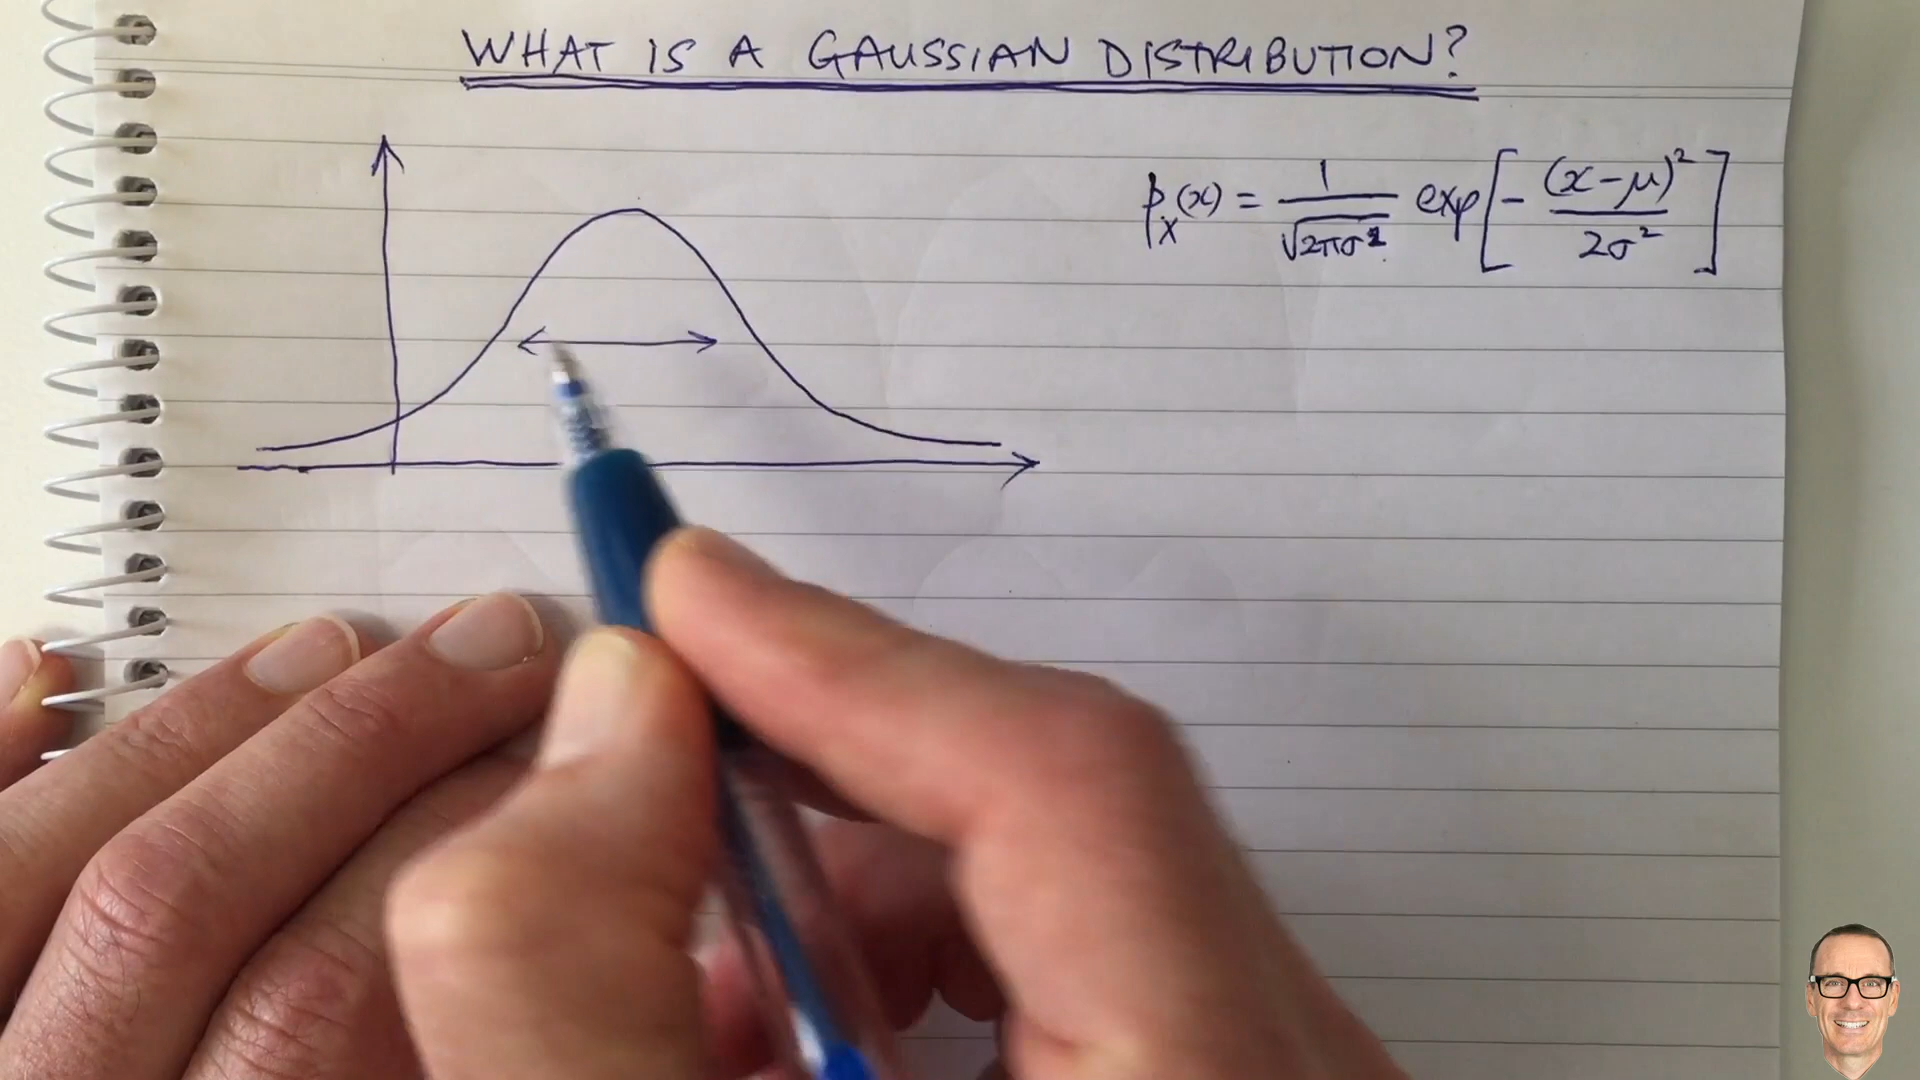 WHAT IS A GAUSSIAN DISTRIBUTION?
p_X(x) = 1/√(2πσ²) exp[-(x-μ)²/2σ²]